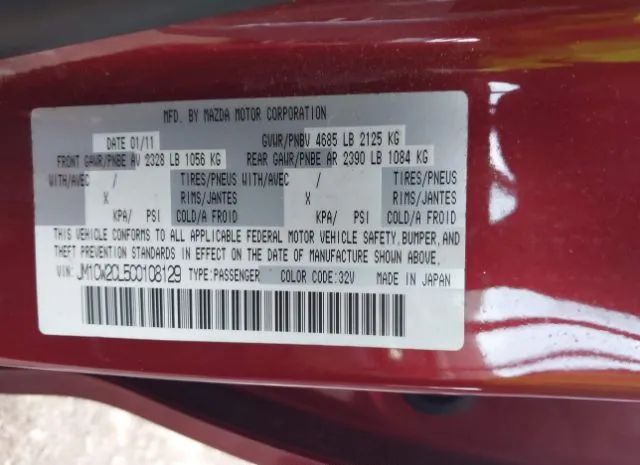 MFD. BY MAZDA MOTOR CORPORATION
DATE 01/11 GVWR/PNBV 4685 LB 2125 KG
FRONT GAWR/PNBE AV 2328 LB 1056 KG REAR GAWR/PNBE AR 2390 LB 1084 KG
WITH/AVEC / TIRES/PNEUS WITH/AVEC / TIRES/PNEUS
X RIMS/JANTES X RIMS/JANTES
KPA/ PSI COLD/A FROID KPA/ PSI COLD/A FROID
THIS VEHICLE CONFORMS TO ALL APPLICABLE FEDERAL MOTOR VEHICLE SAFETY, BUMPER, AND
THEFT PREVENTION STANDARDS IN EFFECT ON THE DATE OF MANUFACTURE SHOWN ABOVE.
VIN: JM1CW2CL5C0108129 TYPE:PASSENGER COLOR CODE:32V MADE IN JAPAN